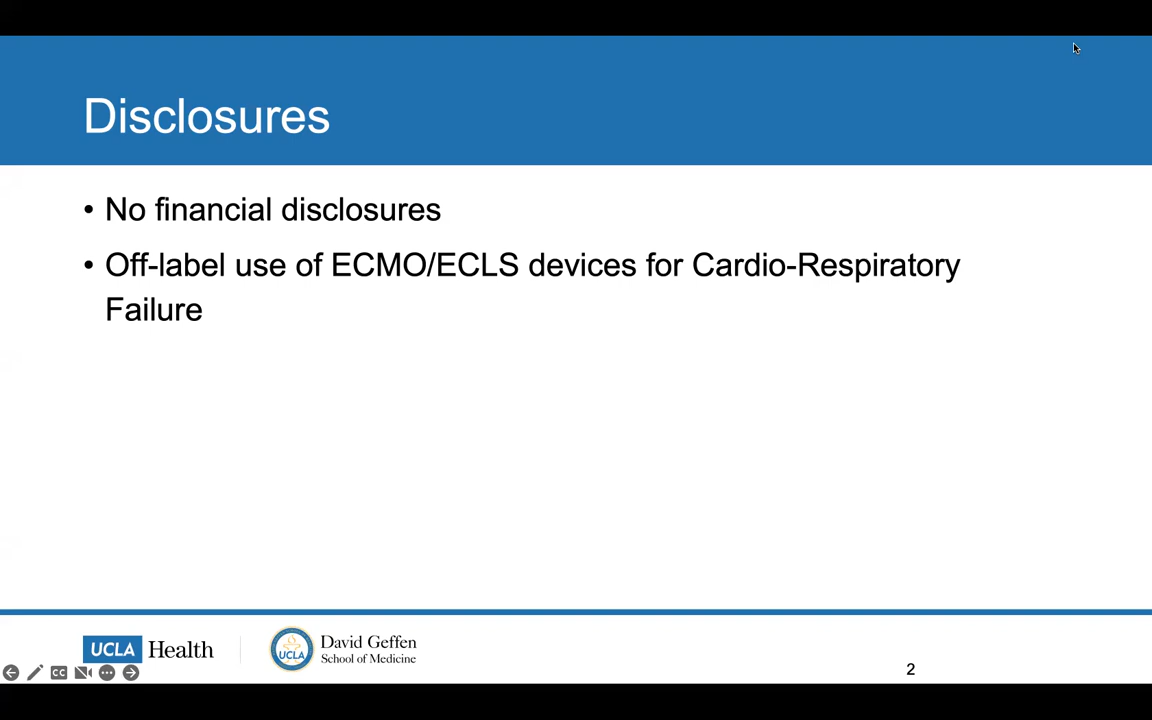 Disclosures
• No financial disclosures
• Off-label use of ECMO/ECLS devices for Cardio-Respiratory
Failure
UCLA Health
UCLA
David Geffen
School of Medicine
CC
2